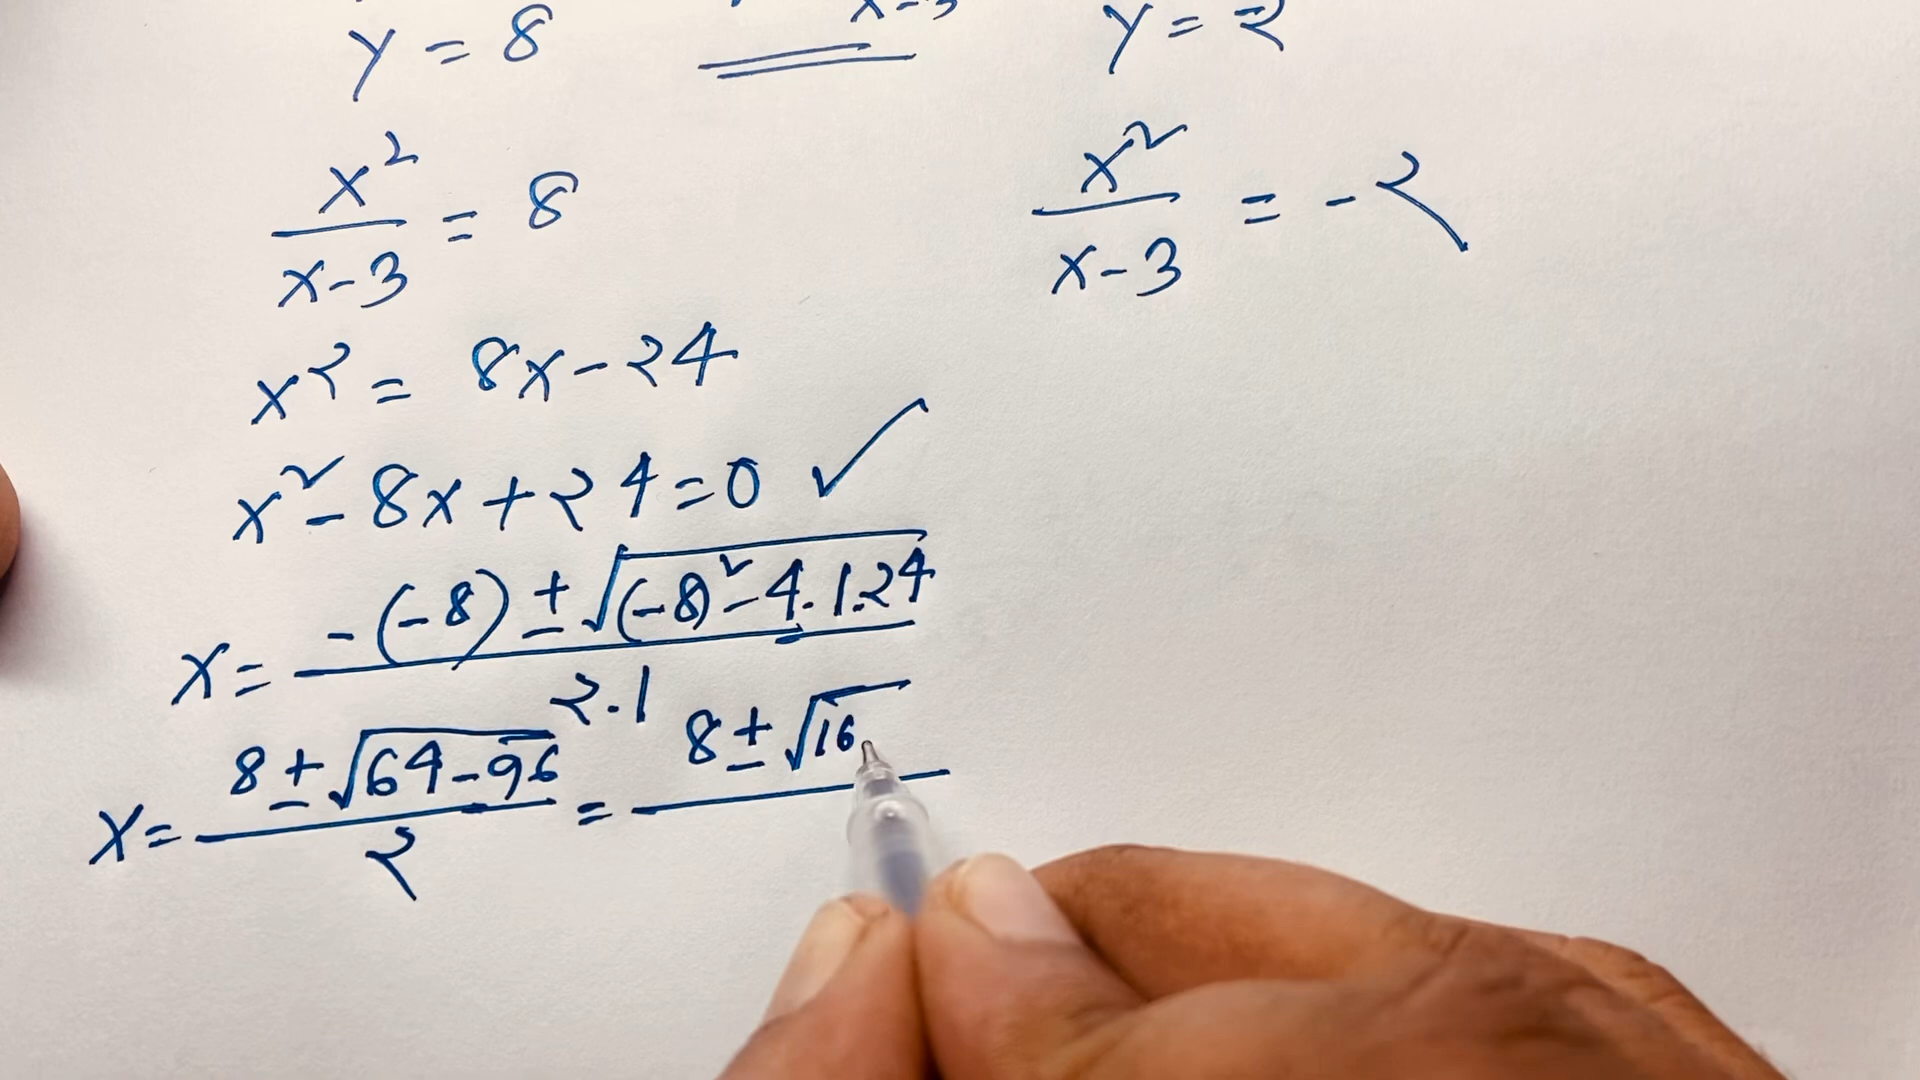 y = 8
x-3
y = -2
x² / x-3 = 8
x² / x-3 = -2
x² = 8x-24
x² - 8x + 24 = 0 ✓
x = -(-8) ± √(-8)² - 4.1.24 / 2.1
x = 8 ± √64-96 / 2 = 8 ± √16